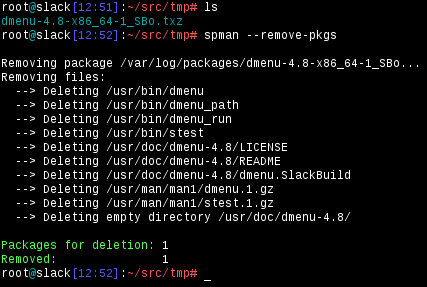 root@slack[12:51]:~/src/tmp# ls
dmenu-4.8-x86_64-1_SBo.txz
root@slack[12:52]:~/src/tmp# spman --remove-pkgs
Removing package /var/log/packages/dmenu-4.8-x86_64-1_SBo...
Removing files:
--> Deleting /usr/bin/dmenu
--> Deleting /usr/bin/dmenu_path
--> Deleting /usr/bin/dmenu_run
--> Deleting /usr/bin/stest
--> Deleting /usr/doc/dmenu-4.8/LICENSE
--> Deleting /usr/doc/dmenu-4.8/README
--> Deleting /usr/doc/dmenu-4.8/dmenu.SlackBuild
--> Deleting /usr/man/man1/dmenu.1.gz
--> Deleting /usr/man/man1/stest.1.gz
--> Deleting empty directory /usr/doc/dmenu-4.8/
Packages for deletion: 1
Removed: 1
root@slack[12:52]:~/src/tmp# _